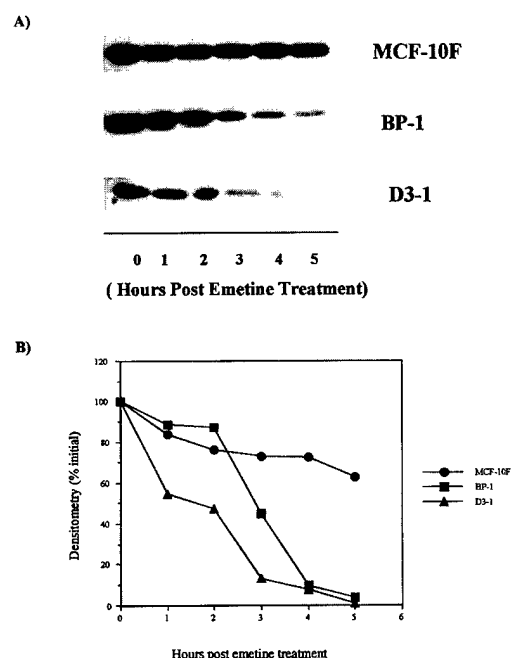 A)
MCF-10F
BP-1
D3-1
0 1 2 3 4 5
( Hours Post Emetine Treatment)
B)
Densitometry (% initial)
120
100
80
60
40
20
0
0 1 2 3 4 5 6
Hours post emetine treatment
MCF-10F
BP-1
D3-1